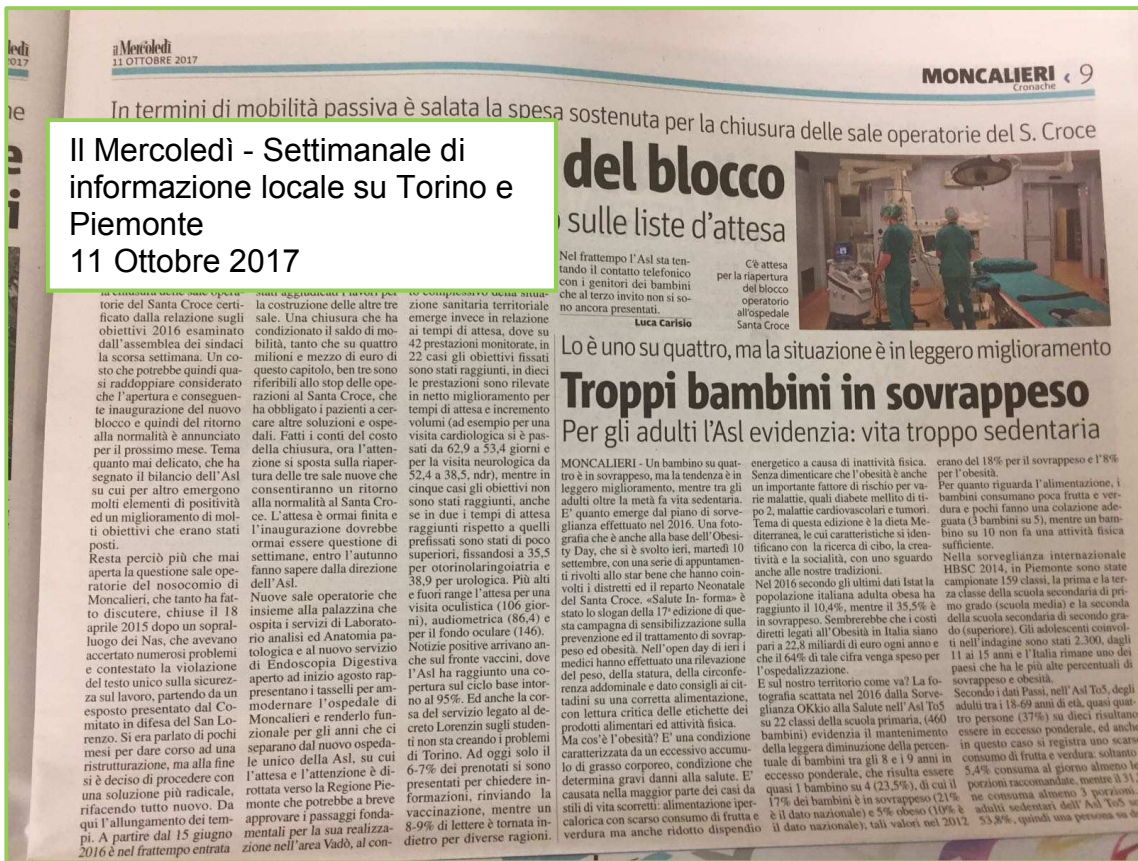 ledì
2017
il Mercoledì
11 OTTOBRE 2017
MONCALIERI ‹ 9
Cronache
In termini di mobilità passiva è salata la spesa sostenuta per la chiusura delle sale operatorie del S. Croce
Il Mercoledì - Settimanale di
informazione locale su Torino e
Piemonte
11 Ottobre 2017
del blocco
sulle liste d'attesa
torie del Santa Croce certi-
ficato dalla relazione sugli
obiettivi 2016 esaminato
dall'assemblea dei sindaci
la scorsa settimana. Un co-
sto che potrebbe quindi qua-
si raddoppiare considerato
che l'apertura e conseguen-
te inaugurazione del nuovo
blocco e quindi del ritorno
alla normalità è annunciato
per il prossimo mese. Tema
quanto mai delicato, che ha
segnato il bilancio dell'Asl
su cui per altro emergono
molti elementi di positività
ed un miglioramento di mol-
ti obiettivi che erano stati
posti.
Resta perciò più che mai
aperta la questione sale ope-
ratorie del nosocomio di
Moncalieri, che tanto ha fat-
to discutere, chiuse il 18
aprile 2015 dopo un sopral-
luogo dei Nas, che avevano
accertato numerosi problemi
e contestato la violazione
del testo unico sulla sicurez-
za sul lavoro, partendo da un
esposto presentato dal Co-
mitato in difesa del San Lo-
renzo. Si era parlato di pochi
mesi per dare corso ad una
ristrutturazione, ma alla fine
si è deciso di procedere con
una soluzione più radicale,
rifacendo tutto nuovo. Da
qui l'allungamento dei tem-
pi. A partire dal 15 giugno
2016 è nel frattempo entrata
stati aggiudicati i lavori per
la costruzione delle altre tre
sale. Una chiusura che ha
condizionato il saldo di mo-
bilità, tanto che su quattro
milioni e mezzo di euro di
questo capitolo, ben tre sono
riferibili allo stop delle ope-
razioni al Santa Croce, che
ha obbligato i pazienti a cer-
care altre soluzioni e ospe-
dali. Fatti i conti del costo
della chiusura, ora l'atten-
zione si sposta sulla riaper-
tura delle tre sale nuove che
consentiranno un ritorno
alla normalità al Santa Cro-
ce. L'attesa è ormai finita e
l'inaugurazione dovrebbe
ormai essere questione di
settimane, entro l'autunno
fanno sapere dalla direzione
dell'Asl.
Nuove sale operatorie che
insieme alla palazzina che
ospita i servizi di Laborato-
rio analisi ed Anatomia pa-
tologica e al nuovo servizio
di Endoscopia Digestiva
aperto ad inizio agosto rap-
presentano i tasselli per am-
modernare l'ospedale di
Moncalieri e renderlo fun-
zionale per gli anni che ci
separano dal nuovo ospeda-
le unico della Asl, su cui
l'attesa e l'attenzione è di-
rottata verso la Regione Pie-
monte che potrebbe a breve
approvare i passaggi fonda-
mentali per la sua realizza-
zione nell'area Vadò, al con-
to complessivo della situa-
zione sanitaria territoriale
emerge invece in relazione
ai tempi di attesa, dove su
42 prestazioni monitorate, in
22 casi gli obiettivi fissati
sono stati raggiunti, in dieci
le prestazioni sono rilevate
in netto miglioramento per
tempi di attesa e incremento
volumi (ad esempio per una
visita cardiologica si è pas-
sati da 62,9 a 53,4 giorni e
per la visita neurologica da
52,4 a 38,5, ndr), mentre in
cinque casi gli obiettivi non
sono stati raggiunti, anche
se in due i tempi di attesa
raggiunti rispetto a quelli
prefissati sono stati di poco
superiori, fissandosi a 35,5
per otorinolaringoiatria e
38,9 per urologica. Più alti
e fuori range l'attesa per una
visita oculistica (106 gior-
ni), audiometrica (86,4) e
per il fondo oculare (146).
Notizie positive arrivano an-
che sul fronte vaccini, dove
l'Asl ha raggiunto una co-
pertura sul ciclo base intor-
no al 95%. Ed anche la cor-
sa del servizio legato al de-
creto Lorenzin sugli studen-
ti non sta creando i problemi
di Torino. Ad oggi solo il
6-7% dei prenotati si sono
presentati per chiedere in-
formazioni, rinviando la
vaccinazione, mentre un
8-9% di lettere è tornata in-
dietro per diverse ragioni.
Nel frattempo l'Asl sta ten-
tando il contatto telefonico
con i genitori dei bambini
che al terzo invito non si so-
no ancora presentati.
Luca Carisio
C'è attesa
per la riapertura
del blocco
operatorio
all'ospedale
Santa Croce
Lo è uno su quattro, ma la situazione è in leggero miglioramento
Troppi bambini in sovrappeso
Per gli adulti l'Asl evidenzia: vita troppo sedentaria
MONCALIERI - Un bambino su quat-
tro è in sovrappeso, ma la tendenza è in
leggero miglioramento, mentre tra gli
adulti oltre la metà fa vita sedentaria.
E' quanto emerge dal piano di sorve-
glianza effettuato nel 2016. Una foto-
grafia che è anche alla base dell'Obesi-
ty Day, che si è svolto ieri, martedì 10
settembre, con una serie di appuntamen-
ti rivolti allo star bene che hanno coin-
volti i distretti ed il reparto Neonatale
del Santa Croce. «Salute In- forma» è
stato lo slogan della 17ª edizione di que-
sta campagna di sensibilizzazione sulla
prevenzione ed il trattamento di sovrap-
peso ed obesità. Nell'open day di ieri i
medici hanno effettuato una rilevazione
del peso, della statura, della circonfe-
renza addominale e dato consigli ai cit-
tadini su una corretta alimentazione,
con lettura critica delle etichette dei
prodotti alimentari ed attività fisica.
Ma cos'è l'obesità? E' una condizione
caratterizzata da un eccessivo accumu-
lo di grasso corporeo, condizione che
determina gravi danni alla salute. E'
causata nella maggior parte dei casi da
stili di vita scorretti: alimentazione iper-
calorica con scarso consumo di frutta e
verdura ma anche ridotto dispendio
energetico a causa di inattività fisica.
Senza dimenticare che l'obesità è anche
un importante fattore di rischio per va-
rie malattie, quali diabete mellito di ti-
po 2, malattie cardiovascolari e tumori.
Tema di questa edizione è la dieta Me-
diterranea, le cui caratteristiche si iden-
tificano con la ricerca di cibo, la crea-
tività e la socialità, con uno sguardo
anche alle nostre tradizioni.
Nel 2016 secondo gli ultimi dati Istat la
popolazione italiana adulta obesa ha
raggiunto il 10,4%, mentre il 35,5% è
in sovrappeso. Sembrerebbe che i costi
diretti legati all'Obesità in Italia siano
pari a 22,8 miliardi di euro ogni anno e
che il 64% di tale cifra venga speso per
l'ospedalizzazione.
E sul nostro territorio come va? La fo-
tografia scattata nel 2016 dalla Sorve-
glianza OKkio alla Salute nell'Asl To5
su 22 classi della scuola primaria, (460
bambini) evidenzia il mantenimento
della leggera diminuzione della percen-
tuale di bambini tra gli 8 e i 9 anni in
eccesso ponderale, che risulta essere
quasi 1 bambino su 4 (23,5%), di cui il
17% dei bambini è in sovrappeso (21%
è il dato nazionale) e 5% obeso (10% è
il dato nazionale), tali valori nel 2012
erano del 18% per il sovrappeso e l'8%
per l'obesità.
Per quanto riguarda l'alimentazione, i
bambini consumano poca frutta e ver-
dura e pochi fanno una colazione ade-
guata (3 bambini su 5), mentre un bam-
bino su 10 non fa una attività fisica
sufficiente.
Nella sorveglianza internazionale
HBSC 2014, in Piemonte sono state
campionate 159 classi, la prima e la ter-
za classe della scuola secondaria di pri-
mo grado (scuola media) e la seconda
della scuola secondaria di secondo gra-
do (superiore). Gli adolescenti coinvol-
ti nell'indagine sono stati 2.300, dagli
11 ai 15 anni e l'Italia rimane uno dei
paesi che ha le più alte percentuali di
sovrappeso e obesità.
Secondo i dati Passi, nell'Asl To5, gli
adulti tra i 18-69 anni di età, quasi quat-
tro persone (37%) su dieci risultano
essere in eccesso ponderale, ed anche
in questo caso si registra uno scarso
consumo di frutta e verdura: soltanto
5,4% consuma al giorno almeno le
porzioni raccomandate, mentre il 31,
ne consuma almeno 3 porzioni.
adulti sedentari dell'Asl To5 so
53,8%, quindi una persona su d